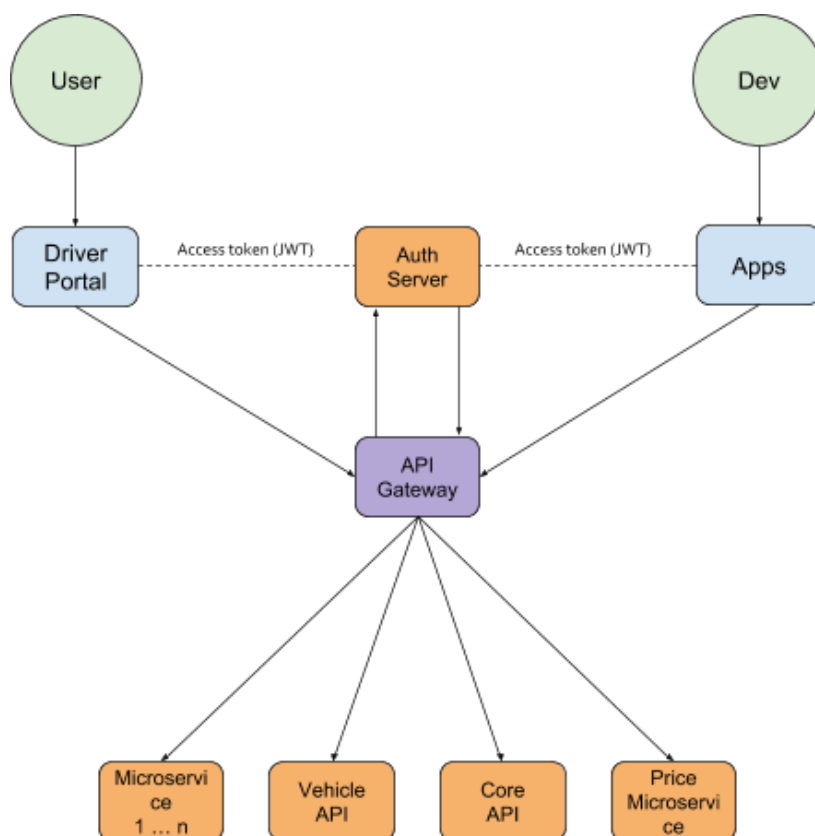 User
Dev
Driver
Portal
Access token (JWT)
Auth
Server
Access token (JWT)
Apps
API
Gateway
Microservi
ce
1 ... n
Vehicle
API
Core
API
Price
Microservi
ce